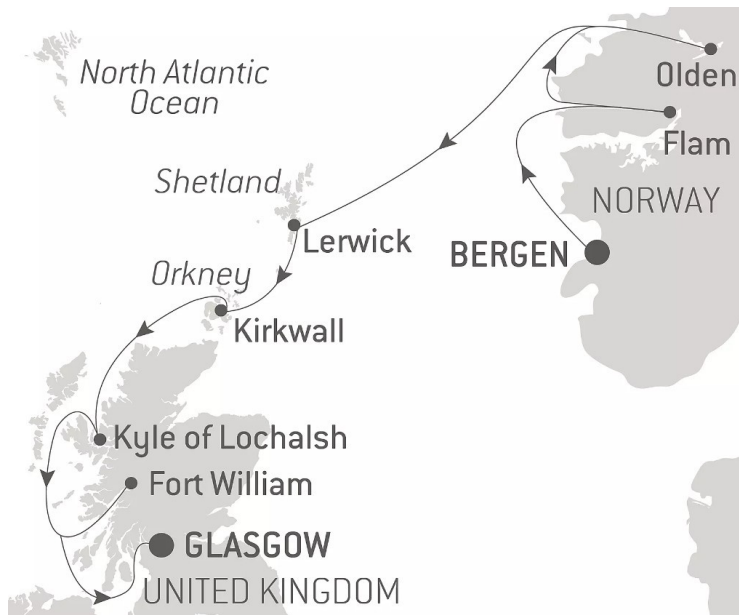 North Atlantic
Ocean
Olden
Flam
Shetland
NORWAY
Lerwick
BERGEN
Orkney
Kirkwall
Kyle of Lochalsh
Fort William
GLASGOW
UNITED KINGDOM